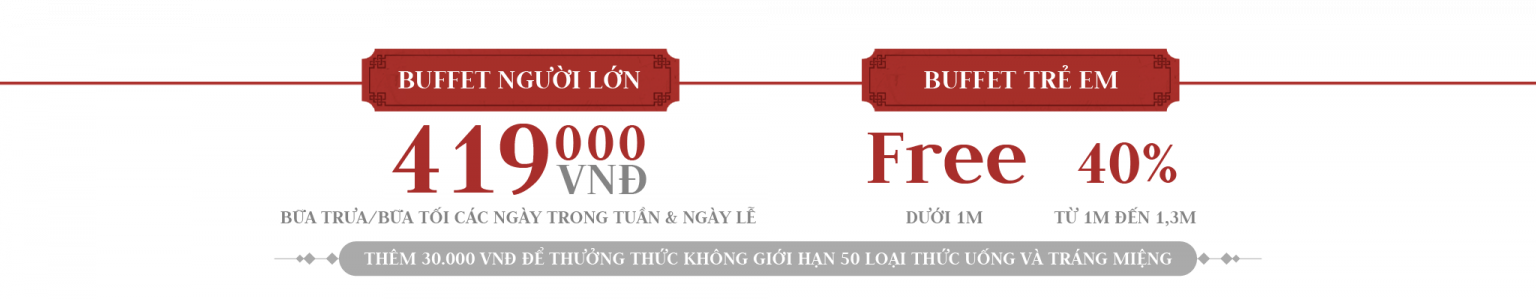 BUFFET NGƯỜI LỚN
419000 VNĐ
BỮA TRƯA/BỮA TỐI CÁC NGÀY TRONG TUẦN & NGÀY LỄ
BUFFET TRẺ EM
Free
DƯỚI 1M
40%
TỪ 1M ĐẾN 1,3M
THÊM 30.000 VNĐ ĐỂ THƯỞNG THỨC KHÔNG GIỚI HẠN 50 LOẠI THỨC UỐNG VÀ TRÁNG MIỆNG